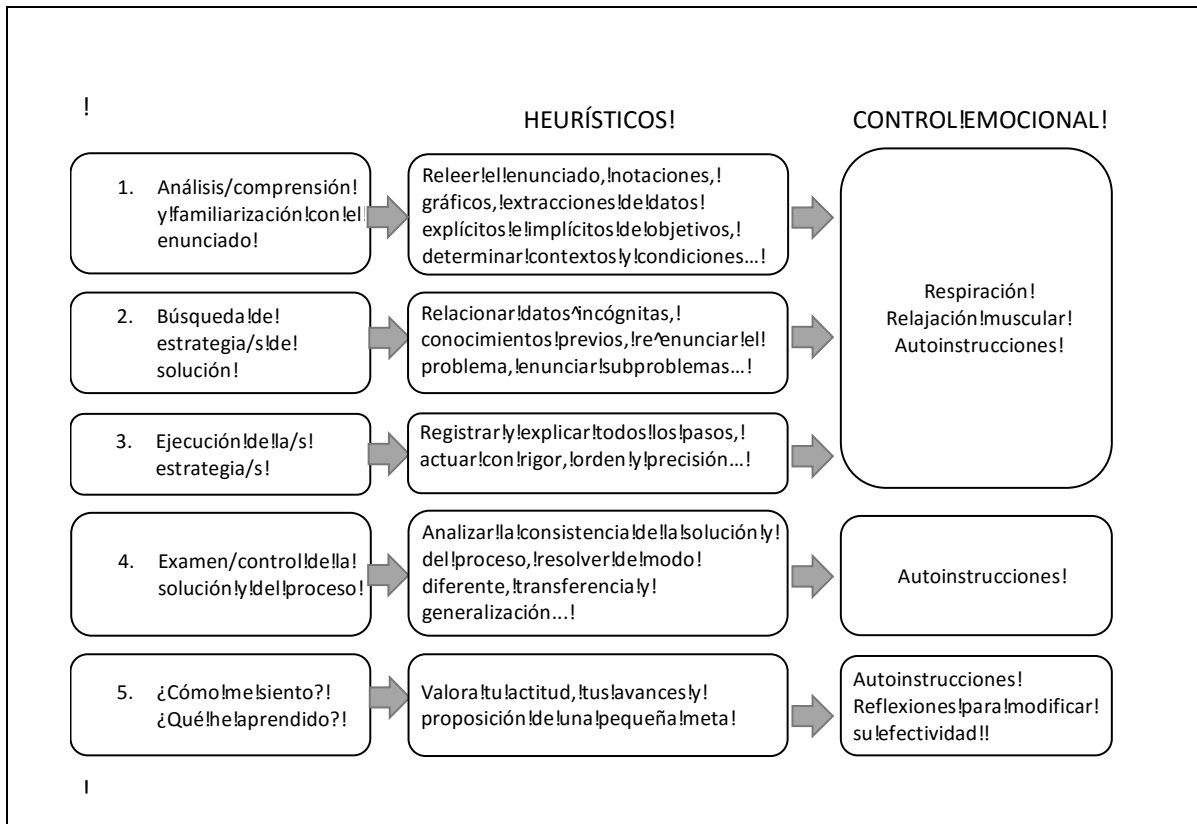 !
HEURÍSTICOS!
CONTROL!EMOCIONAL!
1. Análisis/comprensión!
y!familiarización!con!el!
enunciado!
Releer!el!enunciado,!notaciones,!
gráficos,!extracciones!de!datos!
explícitos!e!implícitos!de!objetivos,!
determinar!contextos!y!condiciones...!
Respiración!
Relajación!muscular!
Autoinstrucciones!
2. Búsqueda!de!
estrategia/s!de!
solución!
Relacionar!datos^incógnitas,!
conocimientos!previos,!re^enunciar!el!
problema,!enunciar!subproblemas...!
3. Ejecución!de!la/s!
estrategia/s!
Registrar!y!explicar!todos!los!pasos,!
actuar!con!rigor,!orden!y!precisión...!
4. Examen/control!de!la!
solución!y!del!proceso!
Analizar!la!consistencia!de!la!solución!y!
del!proceso,!resolver!de!modo!
diferente,!transferencia!y!
generalización...!
Autoinstrucciones!
5. ¿Cómo!me!siento?!
¿Qué!he!aprendido?!
Valora!tu!actitud,!tus!avances!y!
proposición!de!una!pequeña!meta!
Autoinstrucciones!
Reflexiones!para!modificar!
su!efectividad!!
!